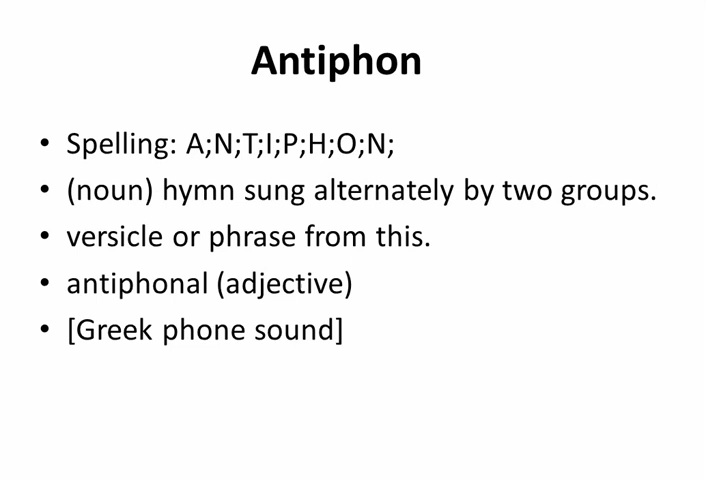 Antiphon
• Spelling: A;N;T;I;P;H;O;N;
• (noun) hymn sung alternately by two groups.
• versicle or phrase from this.
• antiphonal (adjective)
• [Greek phone sound]